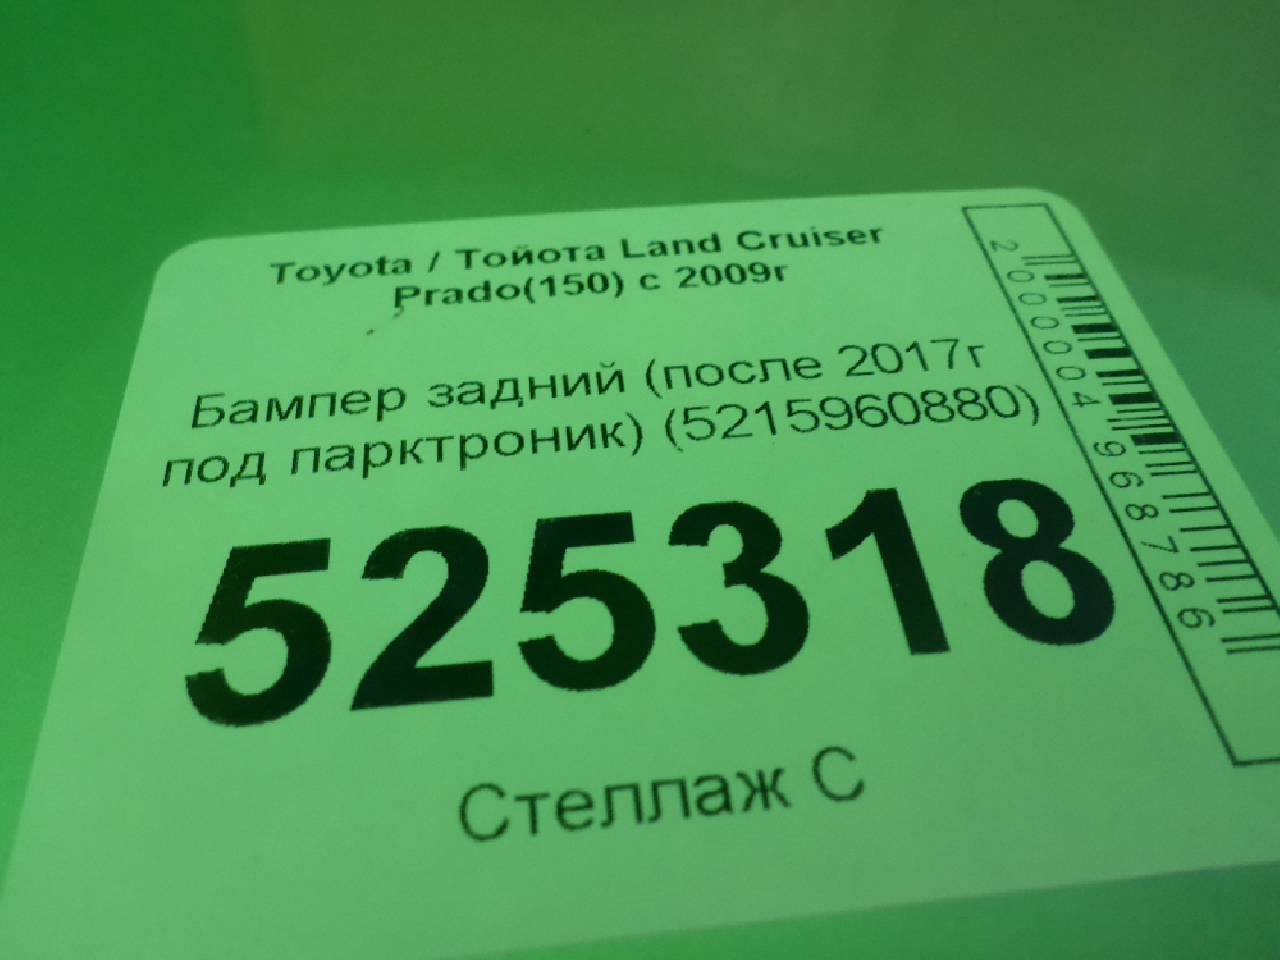 Toyota / Тойота Land Cruiser
Prado(150) с 2009г
Бампер задний (после 2017г
под парктроник) (5215960880)
525318
Стеллаж С
2000004968786